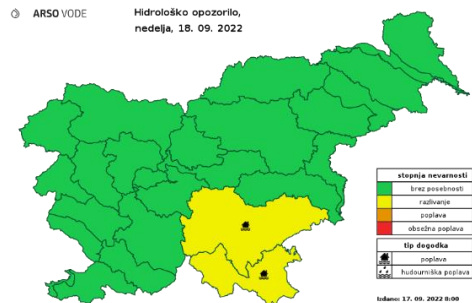 ARSO VODE
Hidrološko opozorilo,
nedelja, 18. 09. 2022
stopnja nevarnosti
brez posebnosti
razlivanje
poplava
obsežna poplava
tip dogodka
poplava
hudourniška poplava
Izdano: 17. 09. 2022 8:00